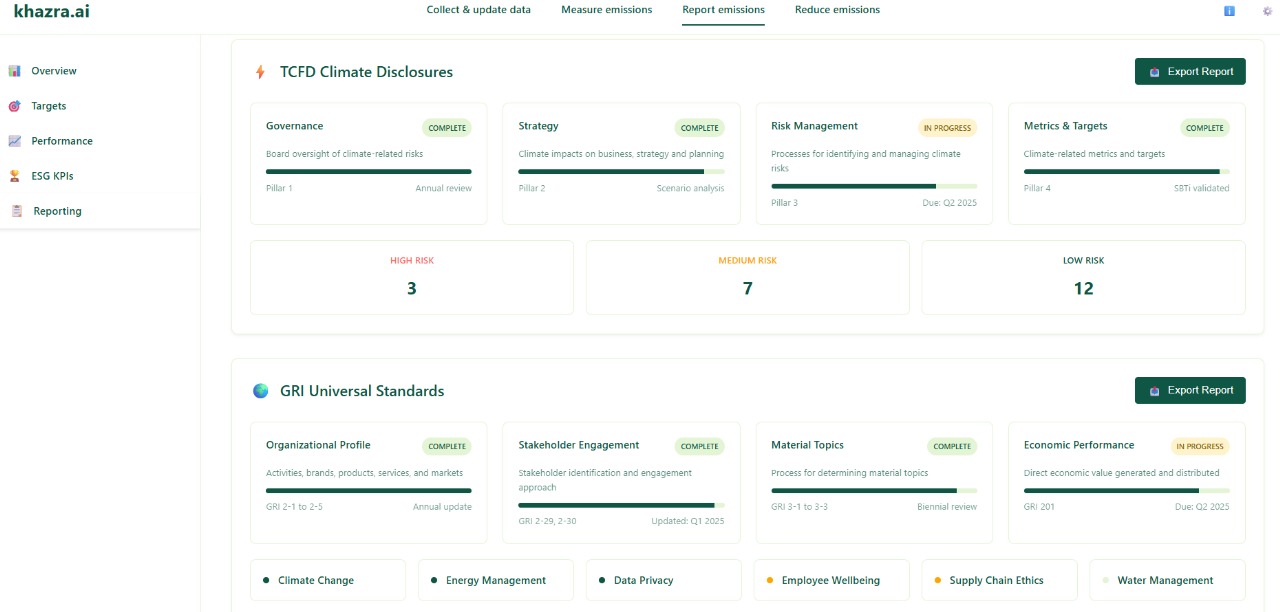 khazra.ai
Collect & update data
Measure emissions
Report emissions
Reduce emissions
i
Overview
Targets
Performance
ESG KPIs
Reporting
TCFD Climate Disclosures
Export Report
Governance
COMPLETE
Board oversight of climate-related risks
Pillar 1
Annual review
Strategy
COMPLETE
Climate impacts on business, strategy and planning
Pillar 2
Scenario analysis
Risk Management
IN PROGRESS
Processes for identifying and managing climate
risks
Pillar 3
Due: Q2 2025
Metrics & Targets
COMPLETE
Climate-related metrics and targets
Pillar 4
SBTi validated
HIGH RISK
3
MEDIUM RISK
7
LOW RISK
12
GRI Universal Standards
Export Report
Organizational Profile
COMPLETE
Activities, brands, products, services, and markets
GRI 2-1 to 2-5
Annual update
Stakeholder Engagement
COMPLETE
Stakeholder identification and engagement
approach
GRI 2-29, 2-30
Updated: Q1 2025
Material Topics
COMPLETE
Process for determining material topics
GRI 3-1 to 3-3
Biennial review
Economic Performance
IN PROGRESS
Direct economic value generated and distributed
GRI 201
Due: Q2 2025
Climate Change
Energy Management
Data Privacy
Employee Wellbeing
Supply Chain Ethics
Water Management